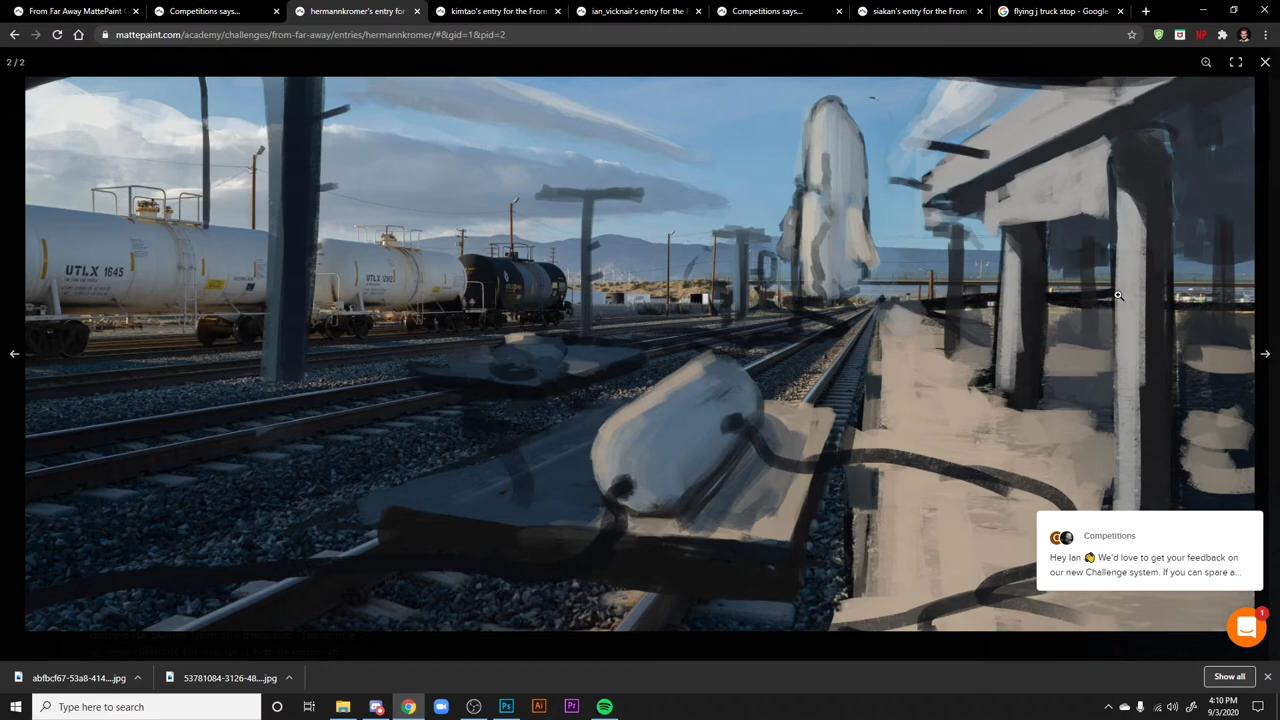 From Far Away MattePaint C
Competitions says...
hermannkromer's entry for
kimtao's entry for the From
ian_vicknair's entry for the F
Competitions says...
siakan's entry for the From F
flying j truck stop - Google
mattepaint.com/academy/challenges/from-far-away/entries/hermannkromer/#&gid=1&pid=2
2 / 2
UTLX 1645
UTLX
Competitions
Hey Ian 👏 We'd love to get your feedback on
our new Challenge system. If you can spare a...
1
abfbcf67-53a8-414....jpg
53781084-3126-48....jpg
Show all
Type here to search
Ps
Ai
Pr
4:10 PM
9/3/2020